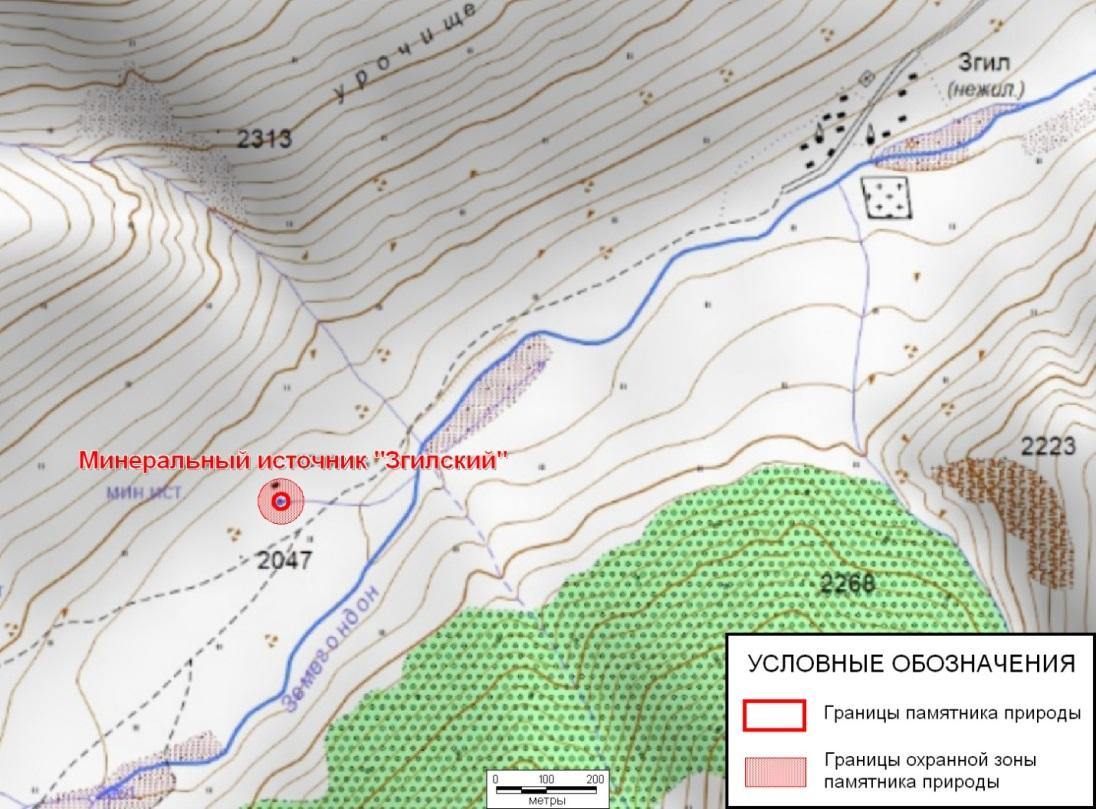 урочище
Згил
(нежил.)
2313
Минеральный источник "Згилский"
мин ист.
2223
2047
2268
Земегондон
УСЛОВНЫЕ ОБОЗНАЧЕНИЯ
Границы памятника природы
Границы охранной зоны
памятника природы
0 100 200
метры